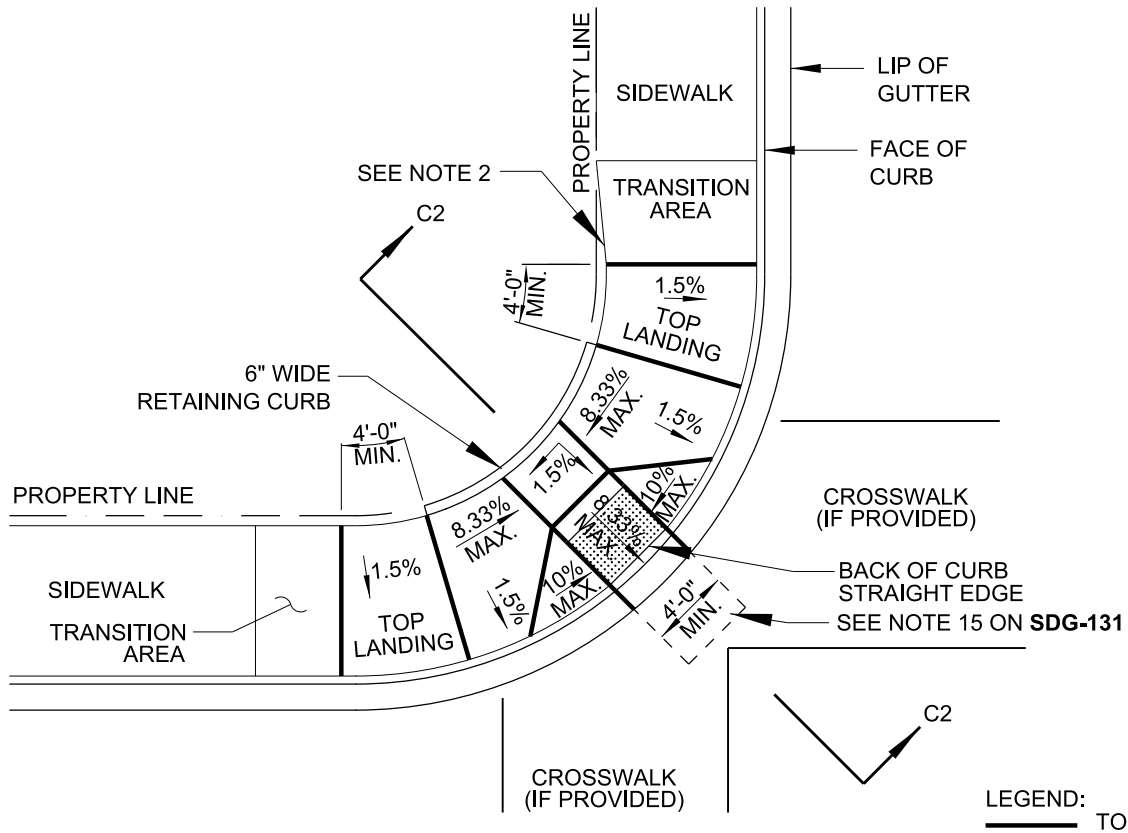 PROPERTY LINE
SIDEWALK
LIP OF
GUTTER
FACE OF
CURB
SEE NOTE 2
TRANSITION
AREA
C2
4'-0"
MIN.
1.5%
TOP
LANDING
6" WIDE
RETAINING CURB
8.33%
MAX.
1.5%
4'-0"
MIN.
1.5%
10%
MAX.
PROPERTY LINE
8.33%
MAX.
8.33%
MAX
CROSSWALK
(IF PROVIDED)
SIDEWALK
1.5%
1.5%
10%
MAX.
BACK OF CURB
STRAIGHT EDGE
4'-0"
MIN.
SEE NOTE 15 ON SDG-131
TRANSITION
AREA
TOP
LANDING
C2
CROSSWALK
(IF PROVIDED)
LEGEND:
TO